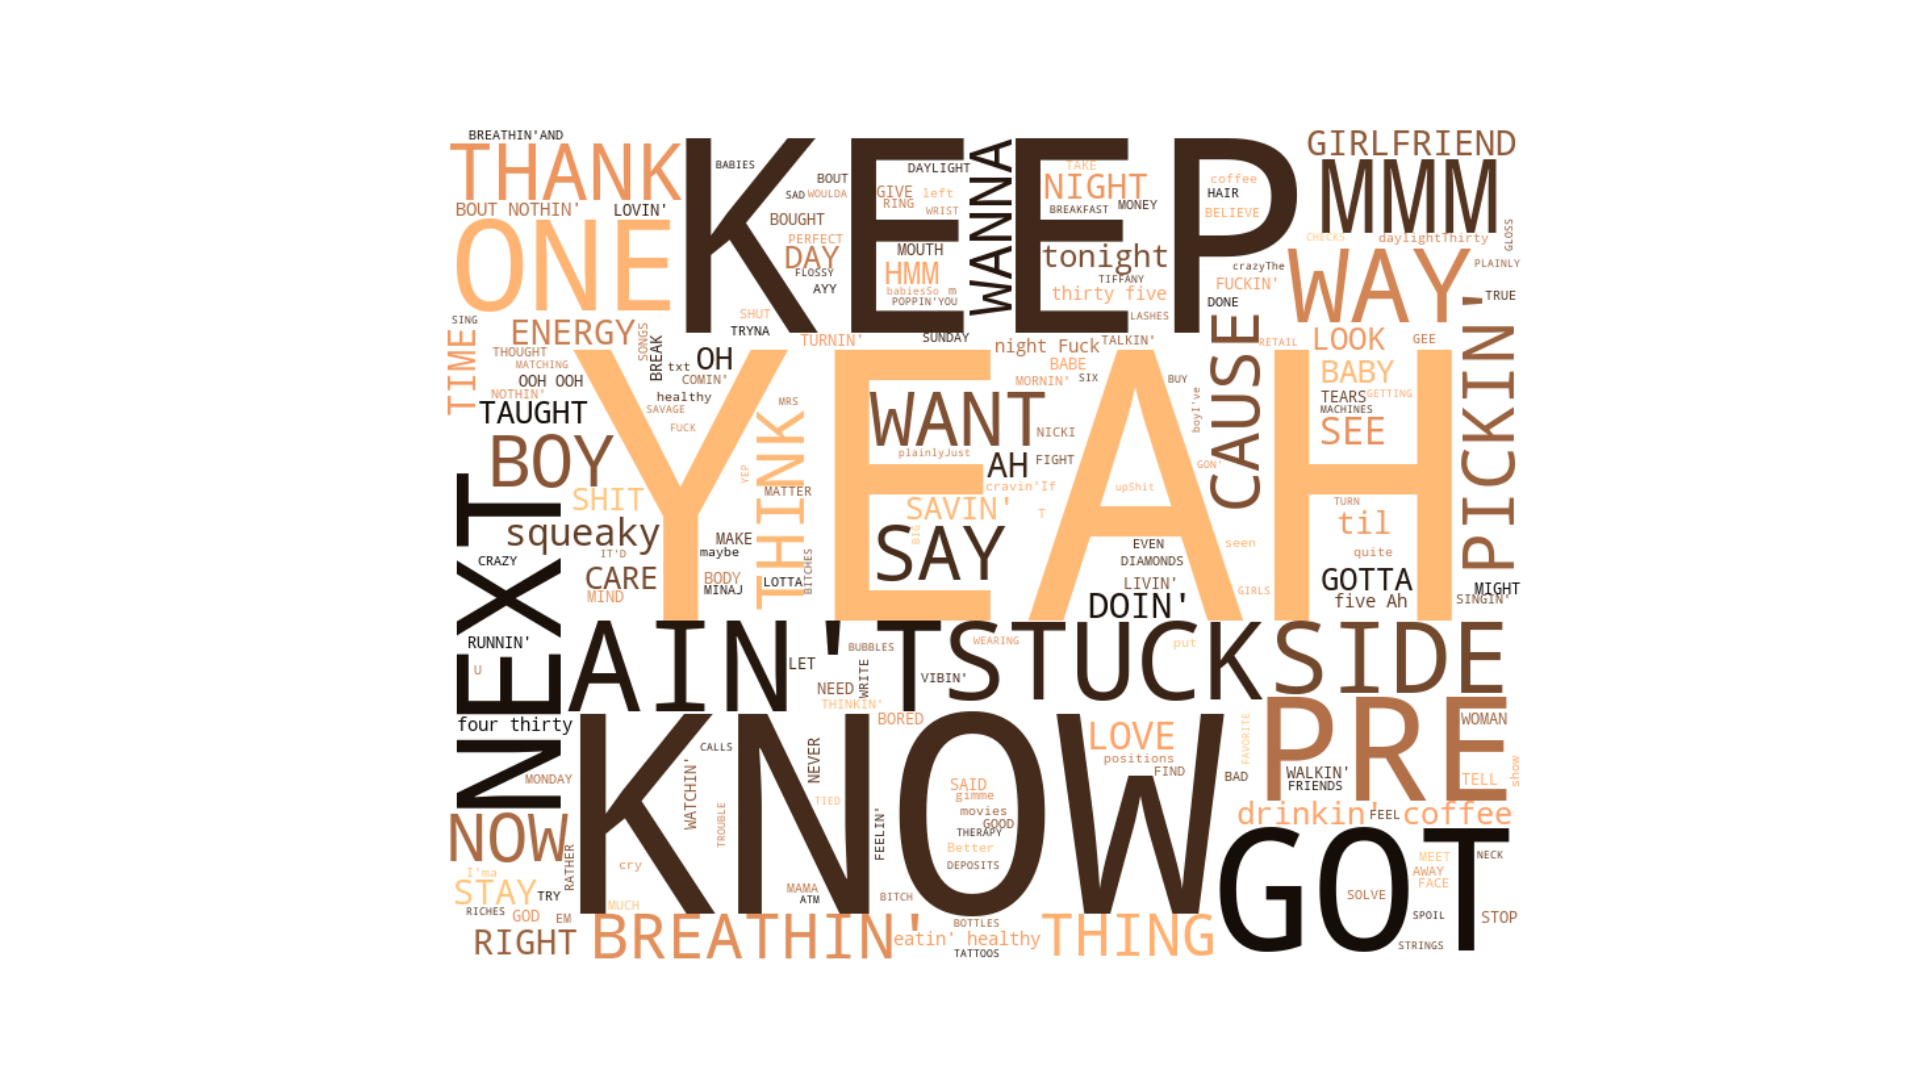 BREATHIN'AND
THANK
KEEP
BABIES
BOUT
SAD
WOULDA
DAYLIGHT
GIVE
left
RING
WRIST
WANNA
TAKE
NIGHT
BREAKFAST
MONEY
coffee
HAIR
BELIEVE
GIRLFRIEND
MMM
BOUT NOTHIN'
LOVIN'
ONE
BOUGHT
PERFECT
DAY
FLOSSY
AYY
MOUTH
HMM
babiesSo
m
POPPIN'YOU
tonight
TIFFANY
thirty five
LASHES
crazyThe
FUCKIN'
DONE
CHECKS
daylightThirty
GLOSS
WAY
PLAINLY
TRUE
SING
ENERGY
SONGS
BREAK
SHUT
TRYNA
TURNIN'
SUNDAY
night Fuck
TALKIN'
CAUSE
RETAIL
LOOK
GEE
PICKIN'
TIME
THOUGHT
MATCHING
OOH OOH
NOTHIN'
TAUGHT
txt
OH
COMIN'
healthy
SAVAGE
FUCK
YEAH
MRS
THINK
YEP
WANT
NICKI
plainlyJust
BABE
MORNIN'
SIX
BUY
boyI've
BABY
TEARS
GETTING
MACHINES
SEE
BOY
SHIT
squeaky
IT'D
MATTER
AH
FIGHT
cravin'If
SAVIN'
T
upShit
GON'
BIG
SAY
TURN
til
quite
seen
NEXT
CRAZY
CARE
MIND
MAKE
maybe
BODY
MINAJ
LOTTA
BITCHES
EVEN
DIAMONDS
LIVIN'
DOIN'
GIRLS
GOTTA
five Ah
MIGHT
SINGIN'
RUNNIN'
U
AIN'T
LET
BUBBLES
NEED
WRITE
THINKIN'
VIBIN'
WEARING
STUCK
put
SIDE
four thirty
KNOW
CALLS
BORED
LOVE
positions
FIND
BAD
FAVORITE
PRE
WOMAN
WALKIN'
FRIENDS
TELL
show
MONDAY
WATCHIN'
NEVER
TROUBLE
TIED
FEELIN'
SAID
gimme
movies
GOOD
THERAPY
Better
DEPOSITS
drinkin'
FEEL
coffee
NOW
RATHER
cry
I'ma
STAY
TRY
MUCH
MAMA
ATM
BITCH
GOT
MEET
NECK
AWAY
FACE
SOLVE
SPOIL
STOP
STRINGS
RICHES
GOD
EM
RIGHT
BREATHIN'
eatin' healthy
BOTTLES
TATTOOS
THING